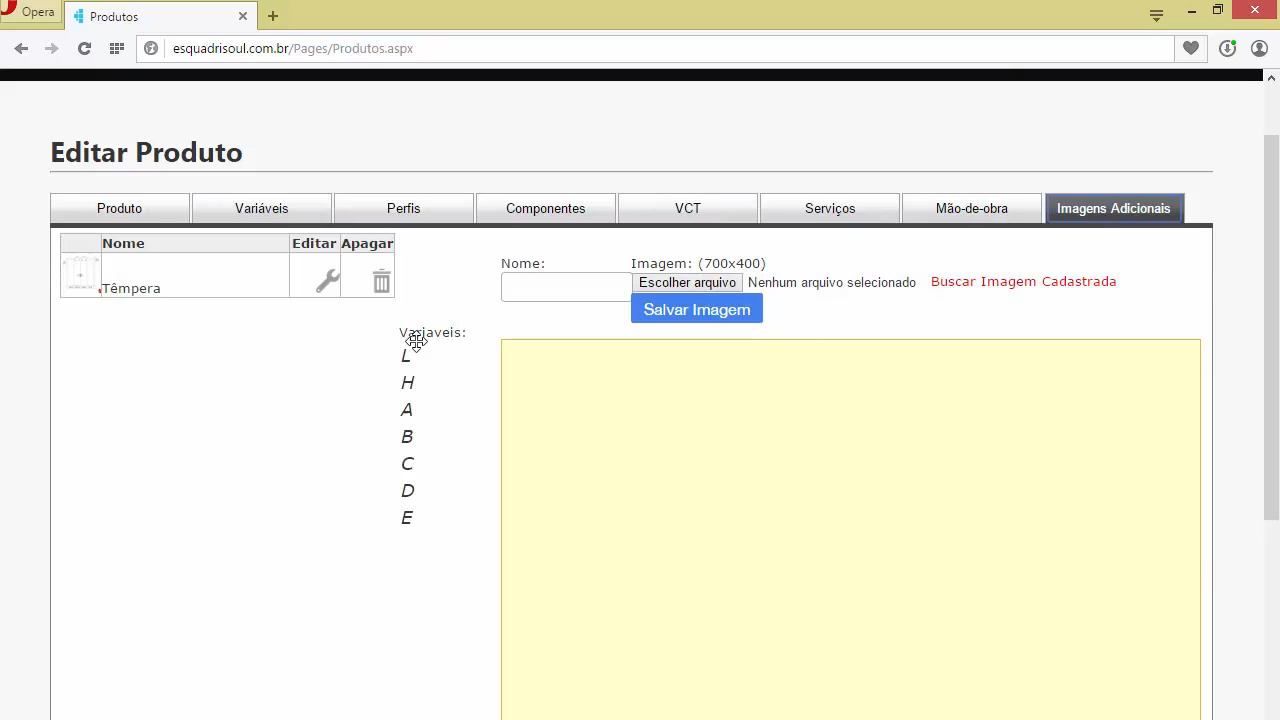 Opera
Produtos
esquadrisoul.com.br/Pages/Produtos.aspx
Editar Produto
Produto
Variáveis
Perfis
Componentes
VCT
Serviços
Mão-de-obra
Imagens Adicionais
Nome Editar Apagar
Têmpera
Nome:
Imagem: (700x400)
Escolher arquivo Nenhum arquivo selecionado
Buscar Imagem Cadastrada
Salvar Imagem
Variaveis:
L
H
A
B
C
D
E